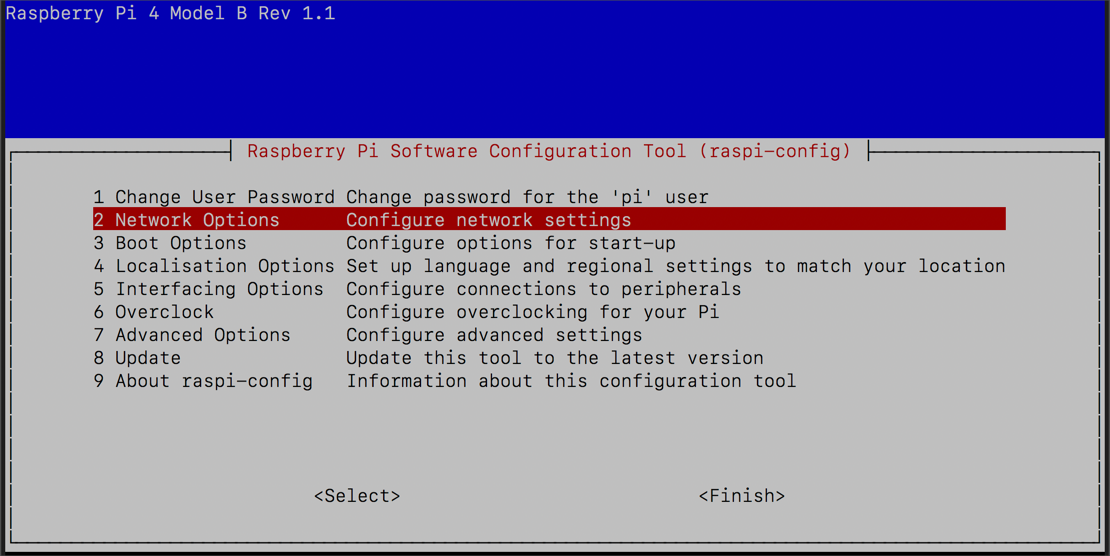 Raspberry Pi 4 Model B Rev 1.1
Raspberry Pi Software Configuration Tool (raspi-config)
1 Change User Password Change password for the 'pi' user
2 Network Options Configure network settings
3 Boot Options Configure options for start-up
4 Localisation Options Set up language and regional settings to match your location
5 Interfacing Options Configure connections to peripherals
6 Overclock Configure overclocking for your Pi
7 Advanced Options Configure advanced settings
8 Update Update this tool to the latest version
9 About raspi-config Information about this configuration tool
<Select> <Finish>